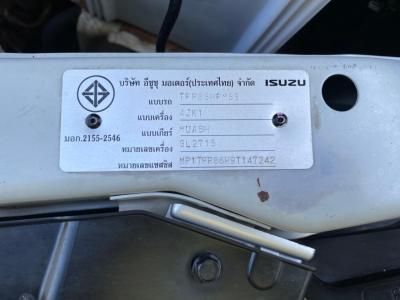 บริษัท อีซูซุ มอเตอร์(ประเทศไทย) จำกัด ISUZU
แบบรถ
แบบเครื่อง 4JK1
แบบเกียร์ MUA5H
มอก.2155-2546
หมายเลขเครื่อง GL2715
หมายเลขแชสซิส MP1TFR86H9T147242